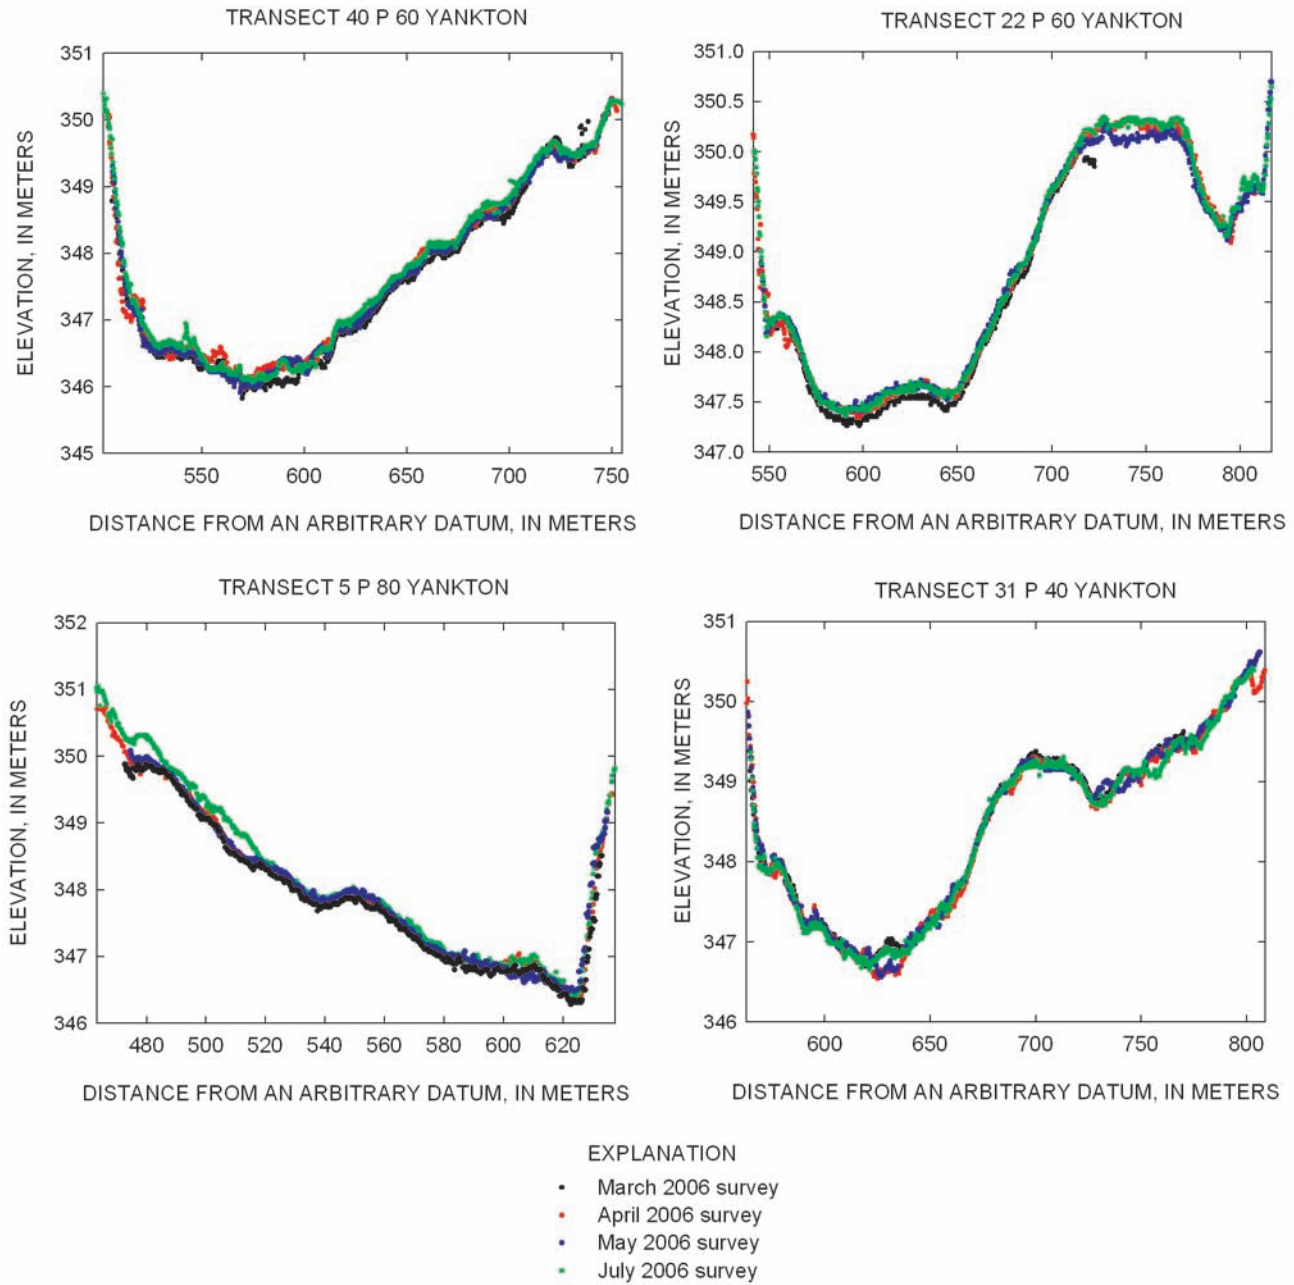 TRANSECT 40 P 60 YANKTON
351
350
349
348
347
346
345
ELEVATION, IN METERS
550 600 650 700 750
DISTANCE FROM AN ARBITRARY DATUM, IN METERS
TRANSECT 22 P 60 YANKTON
351.0
350.5
350.0
349.5
349.0
348.5
348.0
347.5
347.0
ELEVATION, IN METERS
550 600 650 700 750 800
DISTANCE FROM AN ARBITRARY DATUM, IN METERS
TRANSECT 5 P 80 YANKTON
352
351
350
349
348
347
346
ELEVATION, IN METERS
480 500 520 540 560 580 600 620
DISTANCE FROM AN ARBITRARY DATUM, IN METERS
TRANSECT 31 P 40 YANKTON
351
350
349
348
347
346
ELEVATION, IN METERS
600 650 700 750 800
DISTANCE FROM AN ARBITRARY DATUM, IN METERS
EXPLANATION
March 2006 survey
April 2006 survey
May 2006 survey
July 2006 survey